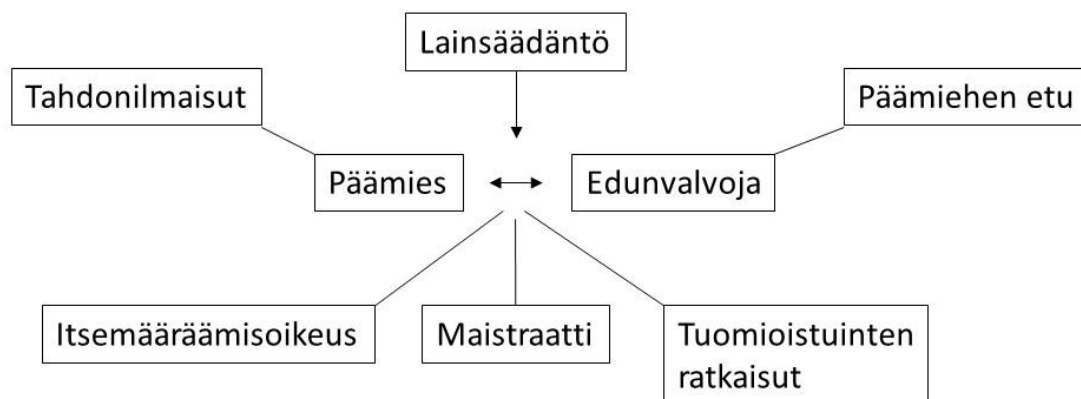 Lainsäädäntö
Tahdonilmaisut
Päämiehen etu
Päämies
Edunvalvoja
Itsemääräämisoikeus
Maistraatti
Tuomioistuinten
ratkaisut